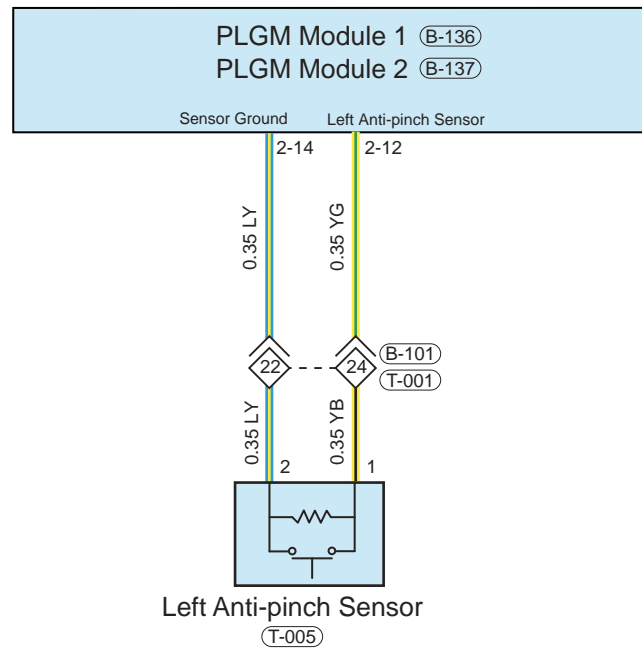 PLGM Module 1 B-136
PLGM Module 2 B-137
Sensor Ground Left Anti-pinch Sensor
2-14 2-12
0.35 LY 0.35 YG
22 24 B-101
T-001
0.35 LY 0.35 YB
2 1
Left Anti-pinch Sensor
T-005